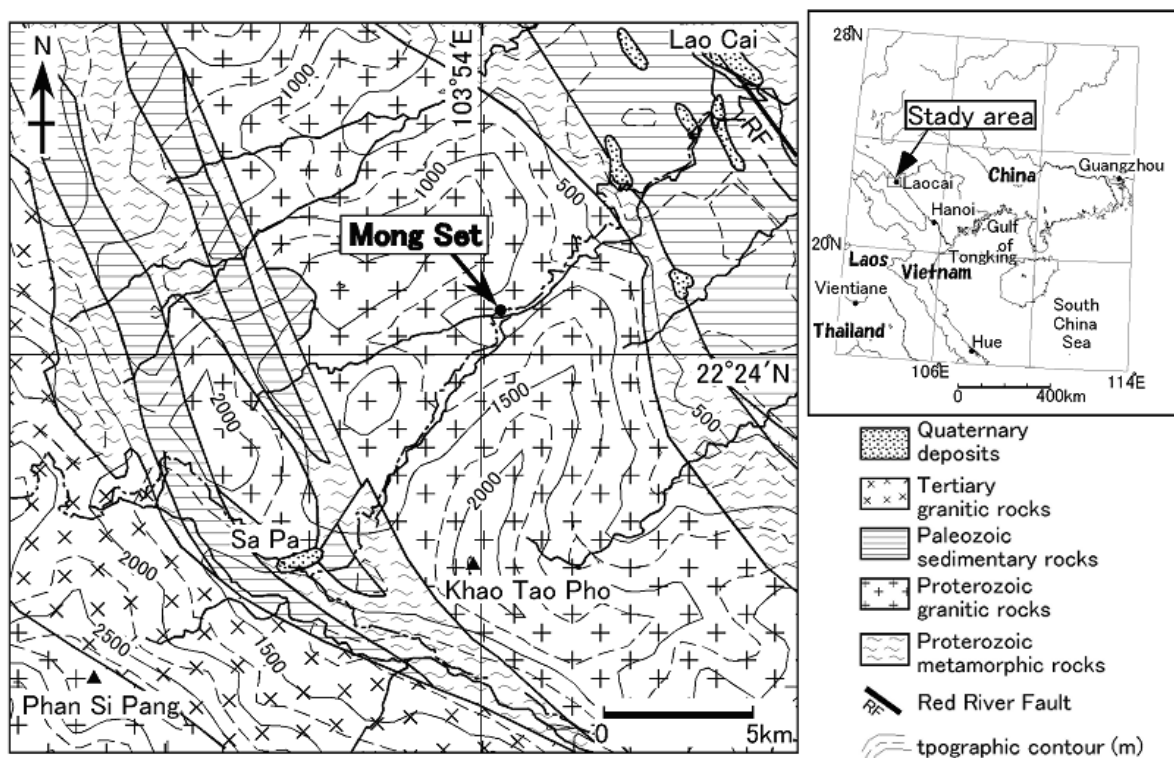 N
Lao Cai
103°54´E
1000
RF
1000
500
Mong Set
22°24´N
1500
500
2000
2000
Sa Pa
2000
Khao Tao Pho
2500
1500
Phan Si Pang
0
5km
28N
Stady area
Guangzhou
China
Laocai
Hanoi
Gulf
of
Tongking
20N
Laos
Vietnam
Vientiane
South
China
Sea
Thailand
Hue
106E
114E
0
400km
Quaternary
deposits
Tertiary
granitic rocks
Paleozoic
sedimentary rocks
Proterozoic
granitic rocks
Proterozoic
metamorphic rocks
RF
Red River Fault
tpographic contour (m)